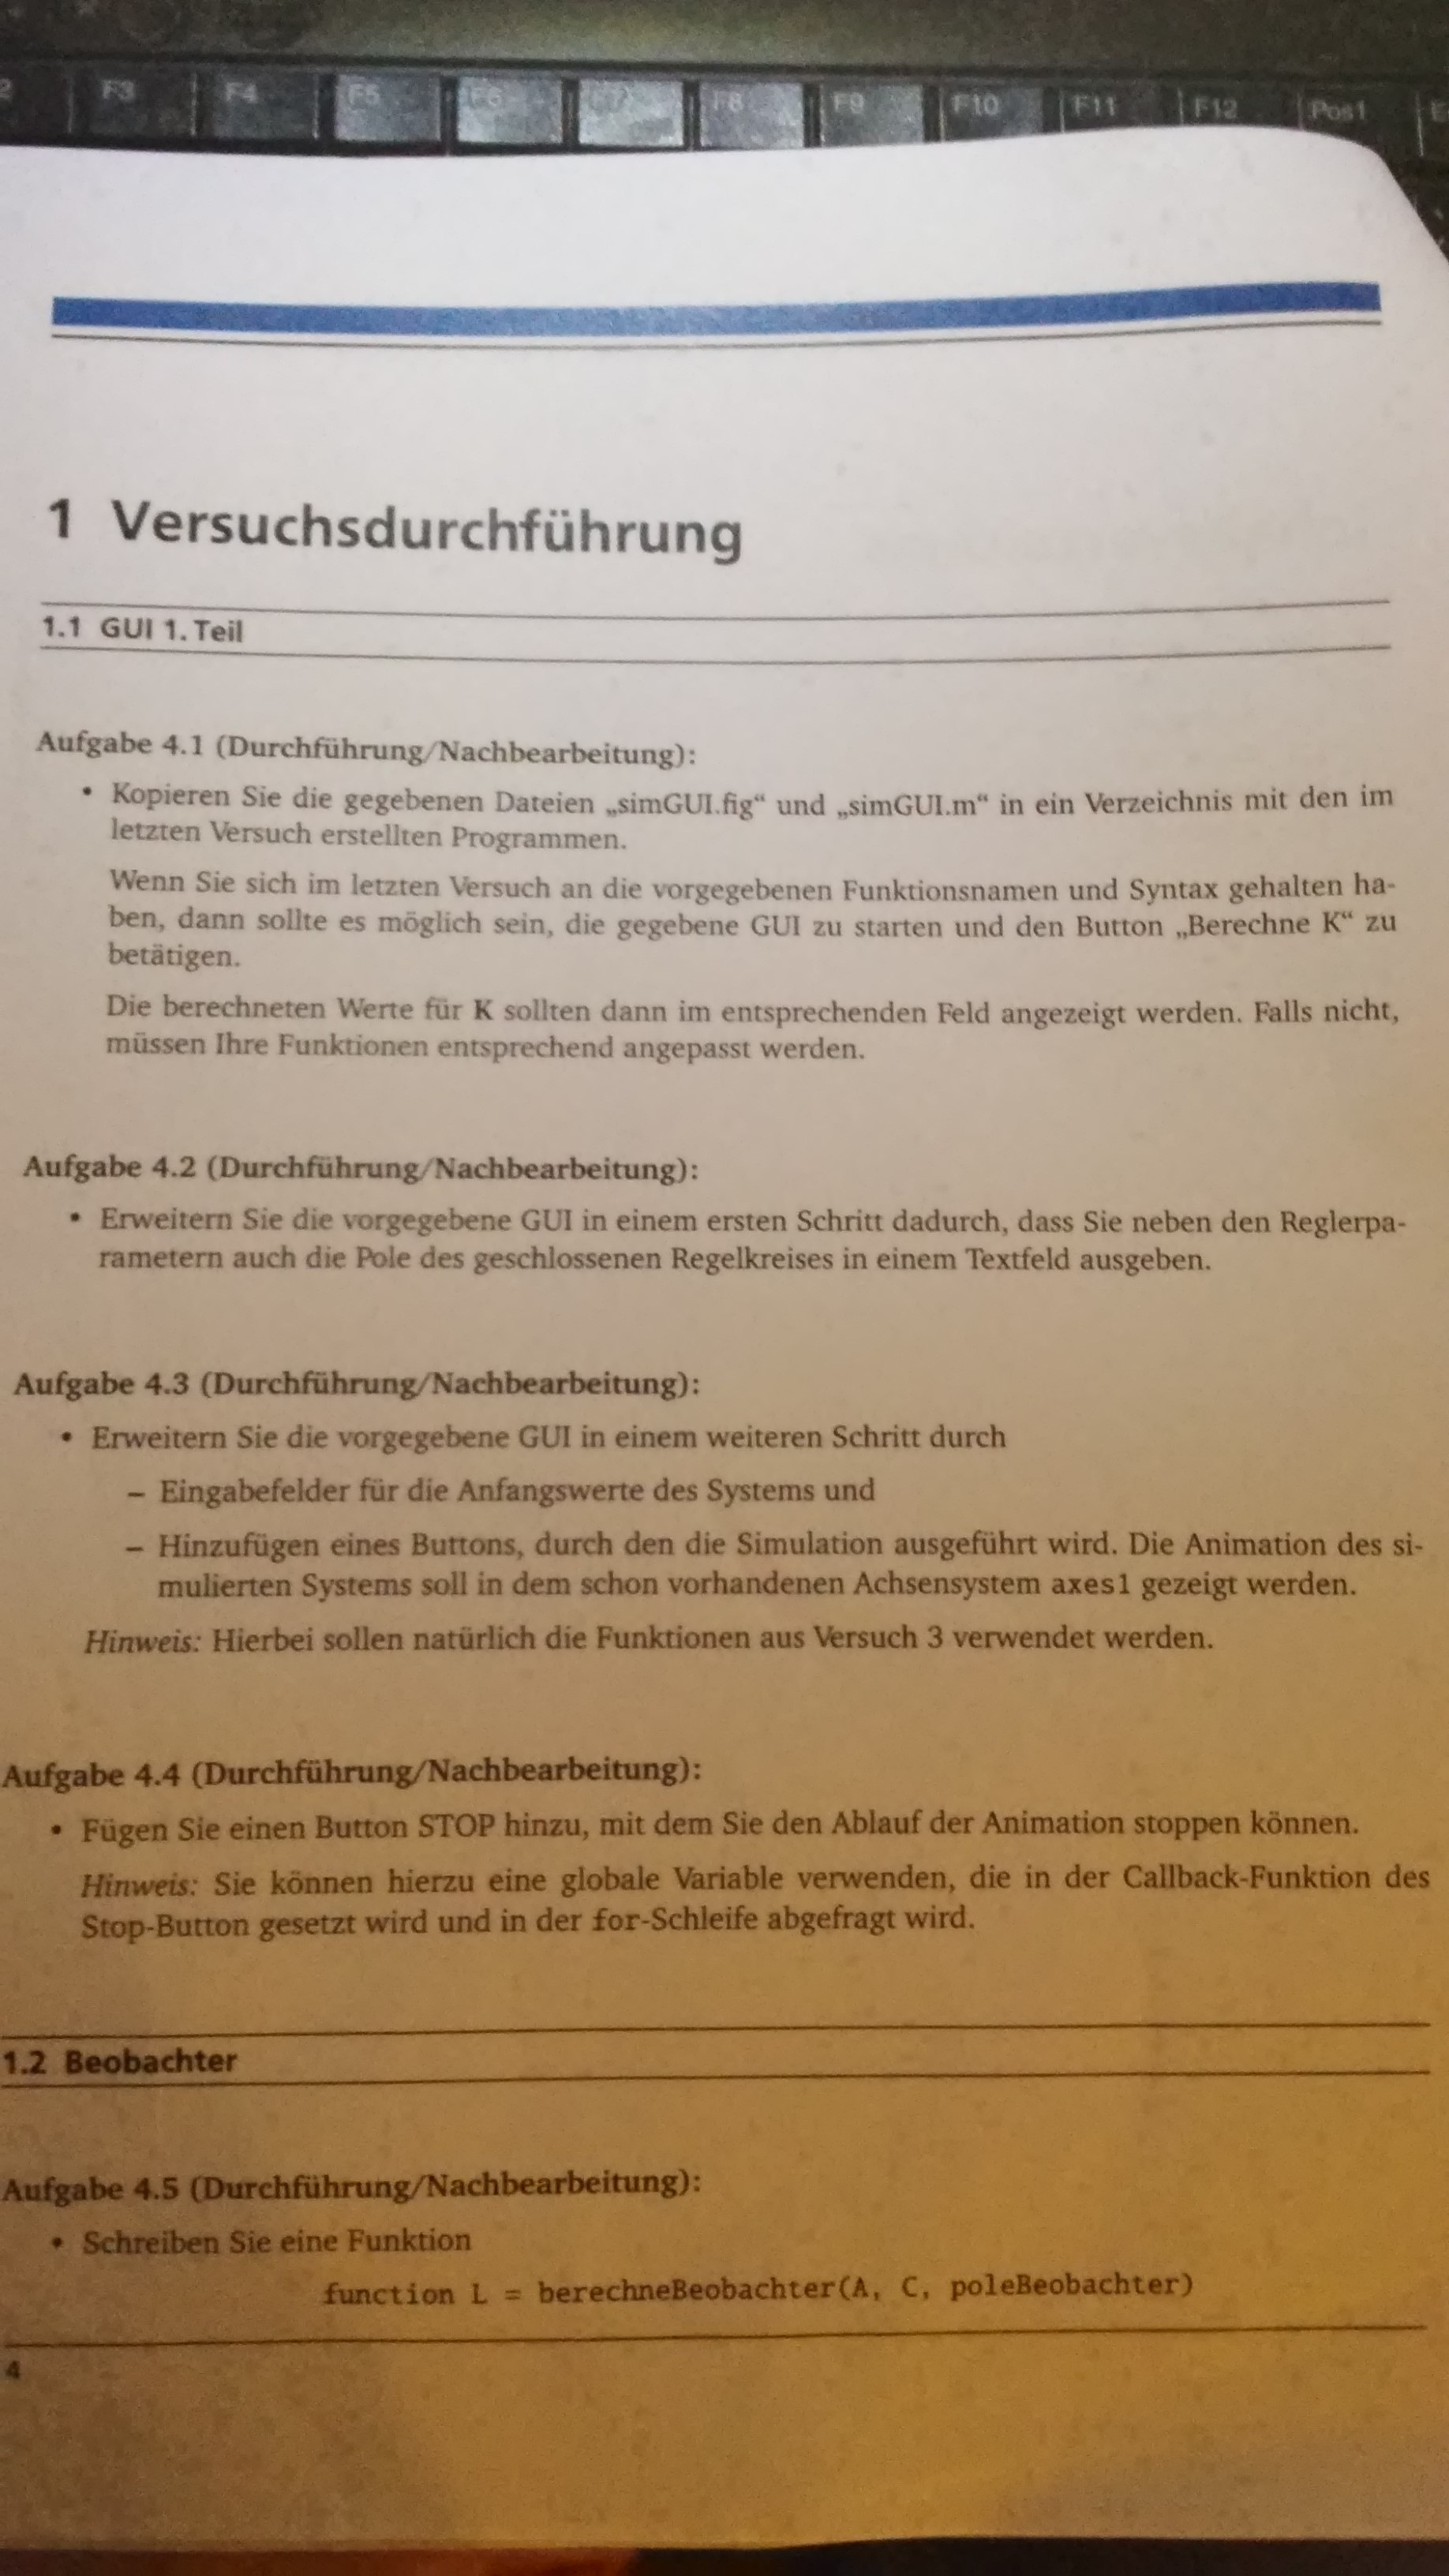 F3 F4 F5 F6 F7 F8 F9 F10 F11 F12 Pos1
1 Versuchsdurchführung
1.1 GUI 1. Teil
Aufgabe 4.1 (Durchführung/Nachbearbeitung):
• Kopieren Sie die gegebenen Dateien „simGUI.fig“ und „simGUI.m“ in ein Verzeichnis mit den im
letzten Versuch erstellten Programmen.
Wenn Sie sich im letzten Versuch an die vorgegebenen Funktionsnamen und Syntax gehalten ha-
ben, dann sollte es möglich sein, die gegebene GUI zu starten und den Button „Berechne K“ zu
betätigen.
Die berechneten Werte für K sollten dann im entsprechenden Feld angezeigt werden. Falls nicht,
müssen Ihre Funktionen entsprechend angepasst werden.
Aufgabe 4.2 (Durchführung/Nachbearbeitung):
• Erweitern Sie die vorgegebene GUI in einem ersten Schritt dadurch, dass Sie neben den Reglerpa-
rametern auch die Pole des geschlossenen Regelkreises in einem Textfeld ausgeben.
Aufgabe 4.3 (Durchführung/Nachbearbeitung):
• Erweitern Sie die vorgegebene GUI in einem weiteren Schritt durch
– Eingabefelder für die Anfangswerte des Systems und
– Hinzufügen eines Buttons, durch den die Simulation ausgeführt wird. Die Animation des si-
mulierten Systems soll in dem schon vorhandenen Achsensystem axes1 gezeigt werden.
Hinweis: Hierbei sollen natürlich die Funktionen aus Versuch 3 verwendet werden.
Aufgabe 4.4 (Durchführung/Nachbearbeitung):
• Fügen Sie einen Button STOP hinzu, mit dem Sie den Ablauf der Animation stoppen können.
Hinweis: Sie können hierzu eine globale Variable verwenden, die in der Callback-Funktion des
Stop-Button gesetzt wird und in der for-Schleife abgefragt wird.
1.2 Beobachter
Aufgabe 4.5 (Durchführung/Nachbearbeitung):
• Schreiben Sie eine Funktion
function L = berechneBeobachter(A, C, poleBeobachter)
4